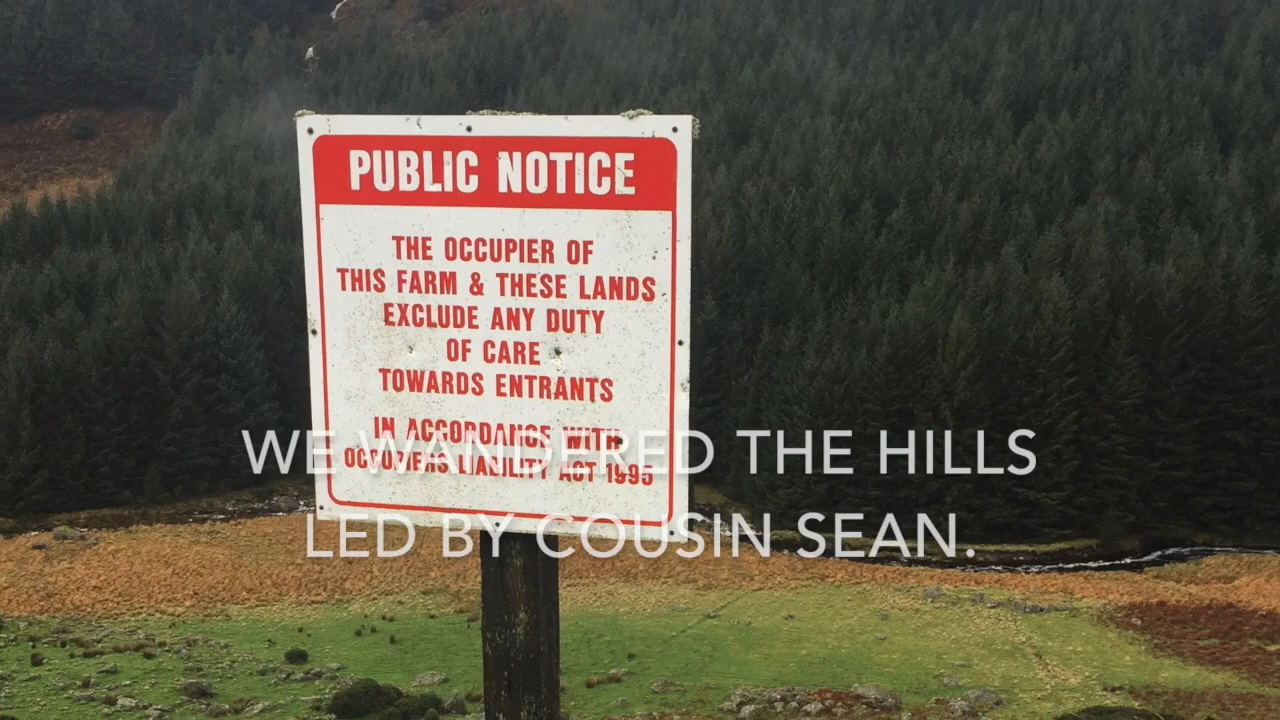 PUBLIC NOTICE
THE OCCUPIER OF
THIS FARM & THESE LANDS
EXCLUDE ANY DUTY
OF CARE
TOWARDS ENTRANTS
IN ACCORDANCE WITH
OCCUPIERS LIABILITY ACT 1995
WE WANDERED THE HILLS
LED BY COUSIN SEAN.